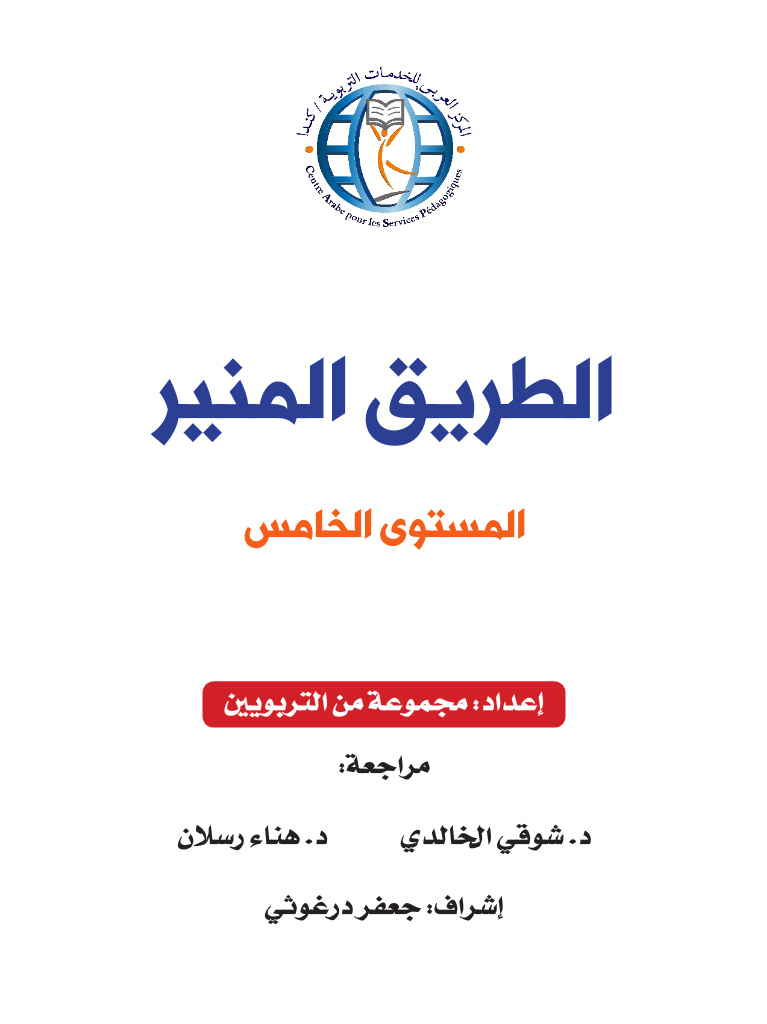 المركز العربي للخدمات التربوية / كندا
Centre Arabe pour les Services Pédagogiques
الطريق المنير
المستوى الخامس
إعداد: مجموعة من التربويين
مراجعة:
د. شوقي الخالدي د. هناء رسلان
إشراف: جعفر درغوثي